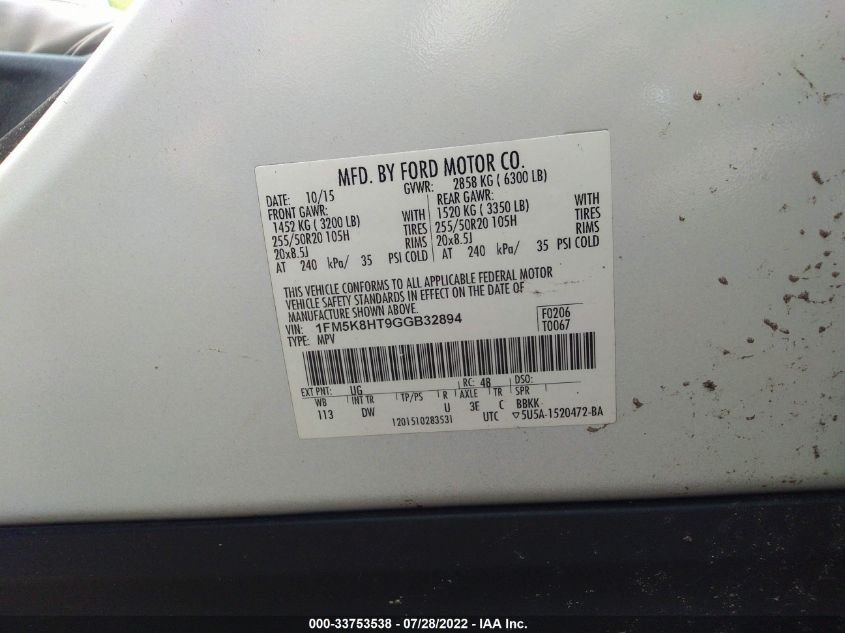 MFD. BY FORD MOTOR CO.
DATE: 10/15 GVWR: 2858 KG ( 6300 LB)
FRONT GAWR: REAR GAWR:
1452 KG ( 3200 LB) WITH 1520 KG ( 3350 LB) WITH
255/50R20 105H TIRES 255/50R20 105H TIRES
20x8.5J RIMS 20x8.5J RIMS
AT 240 kPa/ 35 PSI COLD AT 240 kPa/ 35 PSI COLD
THIS VEHICLE CONFORMS TO ALL APPLICABLE FEDERAL MOTOR
VEHICLE SAFETY STANDARDS IN EFFECT ON THE DATE OF
MANUFACTURE SHOWN ABOVE.
VIN: 1FM5K8HT9GGB32894 F0206
TYPE: MPV T0067
EXT PNT: UG RC: 48 DSO:
WB INT TR TP/PS R AXLE TR SPR
113 DW U 3E C BBKK
1201510283531 UTC ▽5U5A-1520472-BA
000-33753538 - 07/28/2022 - IAA Inc.